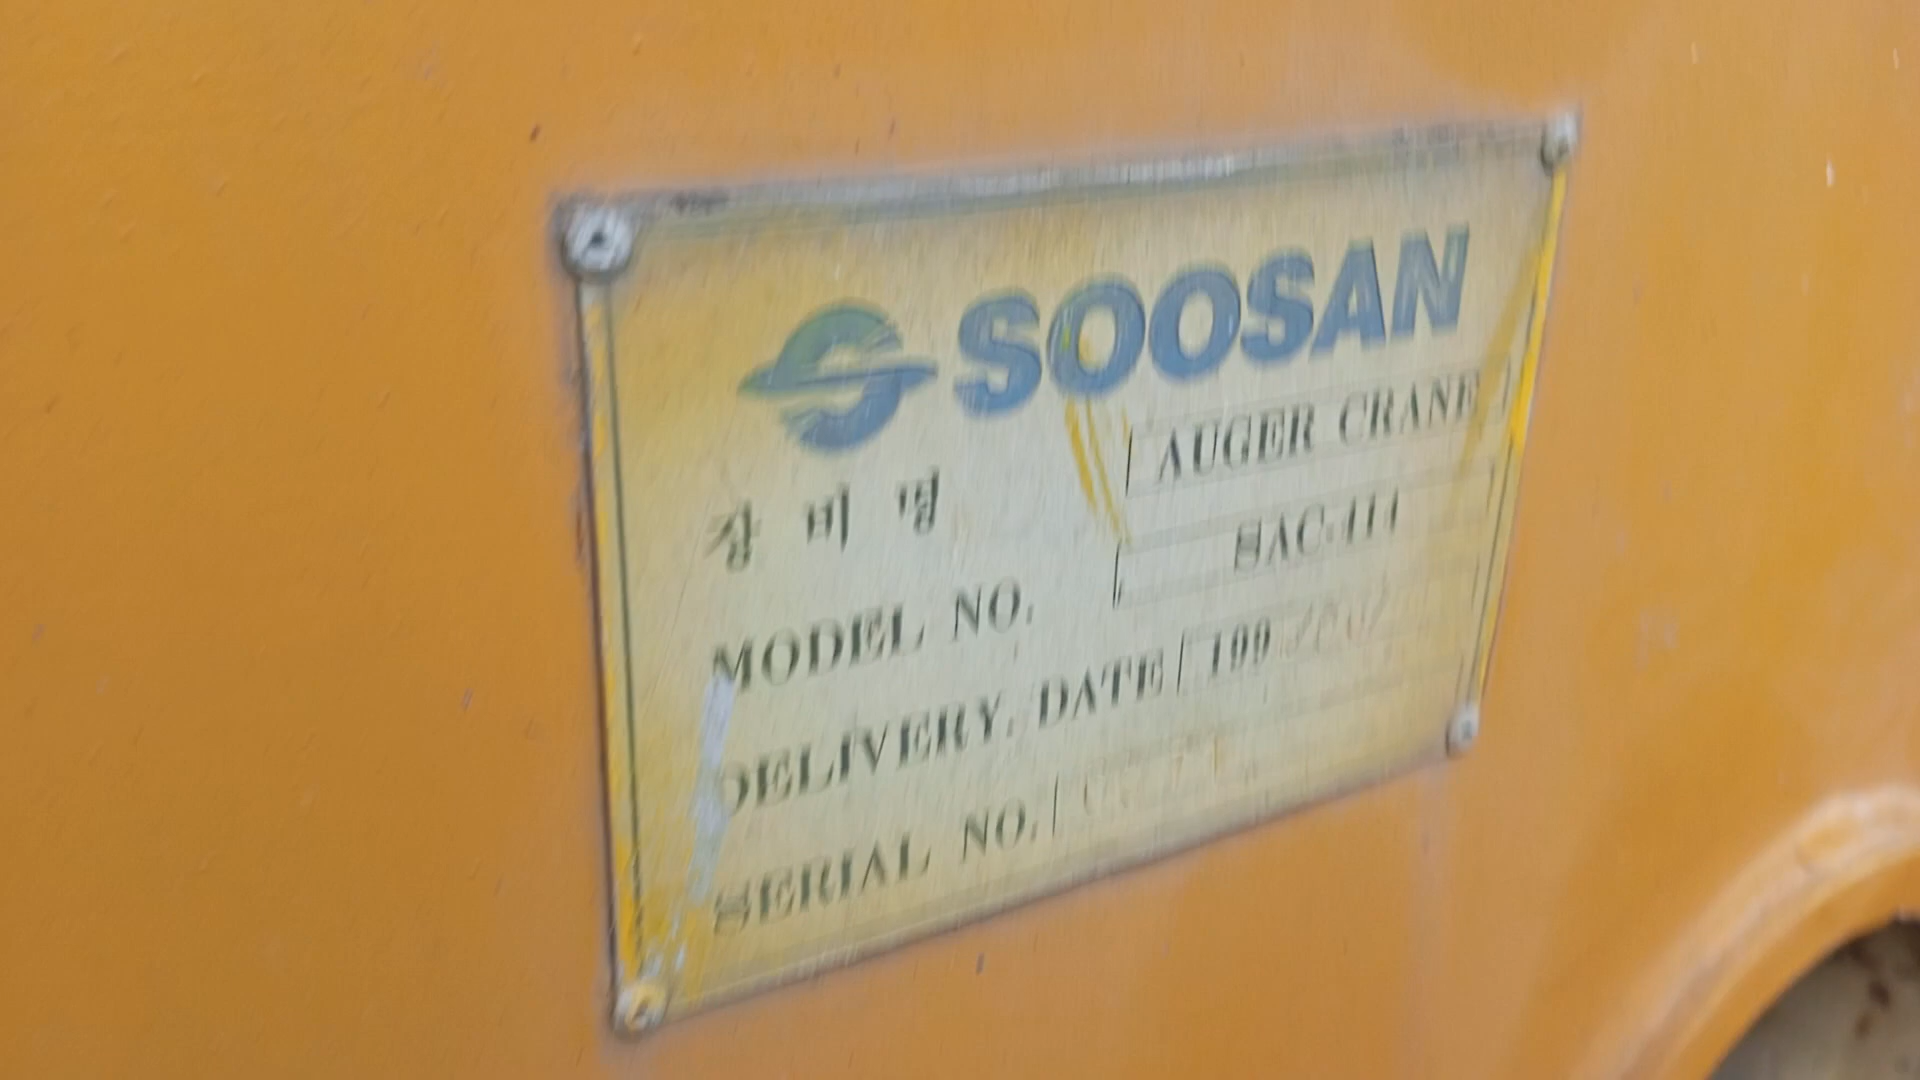 SOOSAN
장 비 명 AUGER CRANE
MODEL NO. SAC-414
DELIVERY. DATE 199
SERIAL NO.